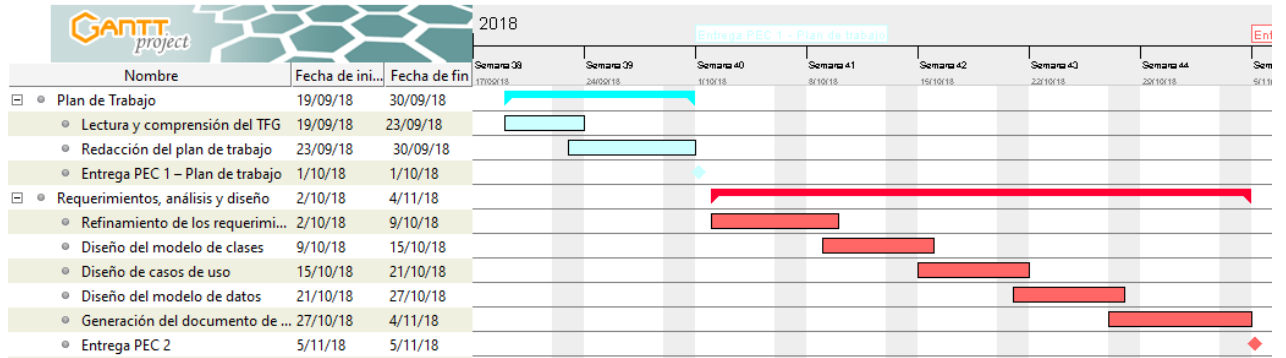 GANTT
project
2018
Entrega PEC 1 – Plan de trabajo
Ent
Nombre Fecha de ini... Fecha de fin
Semana 38 Semana 39 Semana 40 Semana 41 Semana 42 Semana 43 Semana 44 Sem
17/09/18 24/09/18 1/10/18 8/10/18 15/10/18 22/10/18 29/10/18 5/11/
Plan de Trabajo 19/09/18 30/09/18
Lectura y comprensión del TFG 19/09/18 23/09/18
Redacción del plan de trabajo 23/09/18 30/09/18
Entrega PEC 1 – Plan de trabajo 1/10/18 1/10/18
Requerimientos, análisis y diseño 2/10/18 4/11/18
Refinamiento de los requerimi... 2/10/18 9/10/18
Diseño del modelo de clases 9/10/18 15/10/18
Diseño de casos de uso 15/10/18 21/10/18
Diseño del modelo de datos 21/10/18 27/10/18
Generación del documento de ... 27/10/18 4/11/18
Entrega PEC 2 5/11/18 5/11/18